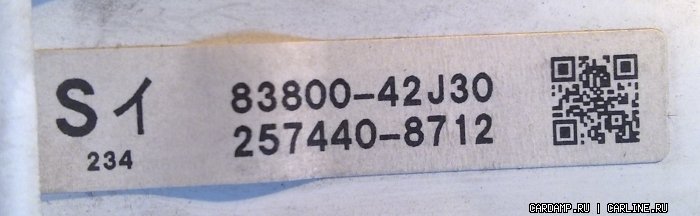 Sイ
234
83800-42J30
257440-8712
CARDAMP.RU | CARLINE.RU